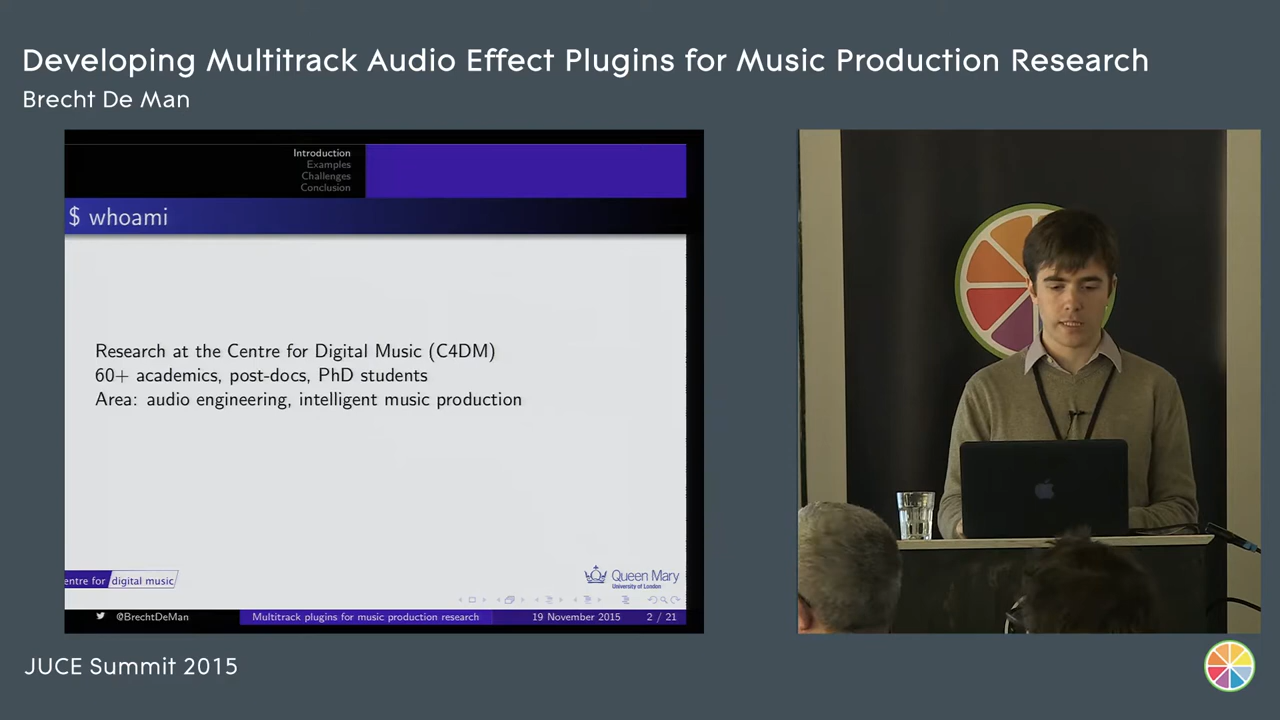 Developing Multitrack Audio Effect Plugins for Music Production Research
Brecht De Man
Introduction
Examples
Challenges
Conclusion
$ whoami
Research at the Centre for Digital Music (C4DM)
60+ academics, post-docs, PhD students
Area: audio engineering, intelligent music production
entre for digital music
Queen Mary
University of London
@BrechtDeMan
Multitrack plugins for music production research
19 November 2015
2 / 21
JUCE Summit 2015